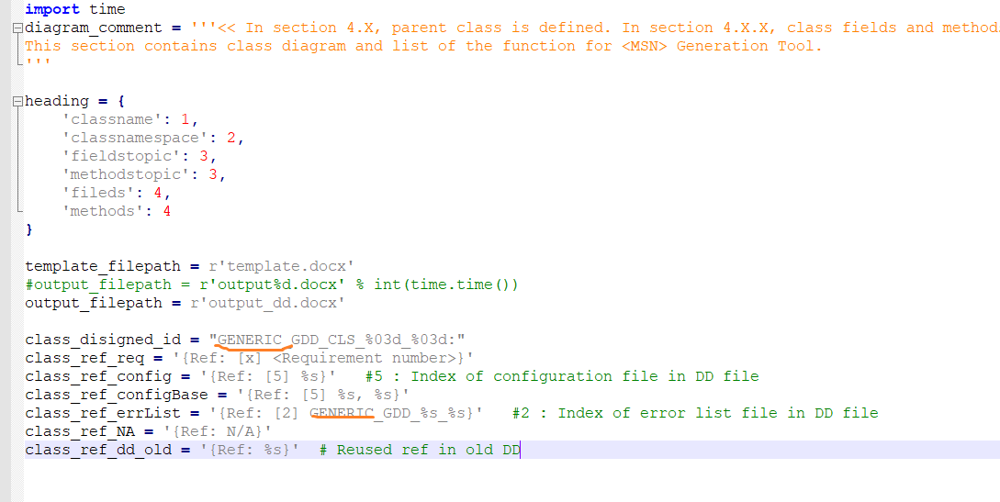 import time
diagram_comment = '''<< In section 4.X, parent class is defined. In section 4.X.X, class fields and method.
This section contains class diagram and list of the function for <MSN> Generation Tool.
'''
heading = {
    'classname': 1,
    'classnamespace': 2,
    'fieldstopic': 3,
    'methodstopic': 3,
    'fileds': 4,
    'methods': 4
}
template_filepath = r'template.docx'
#output_filepath = r'output%d.docx' % int(time.time())
output_filepath = r'output_dd.docx'
class_disigned_id = "GENERIC_GDD_CLS_%03d_%03d:"
class_ref_req = '{Ref: [x] <Requirement number>}'
class_ref_config = '{Ref: [5] %s}'   #5 : Index of configuration file in DD file
class_ref_configBase = '{Ref: [5] %s, %s}'
class_ref_errList = '{Ref: [2] GENERIC_GDD_%s_%s}'   #2 : Index of error list file in DD file
class_ref_NA = '{Ref: N/A}'
class_ref_dd_old = '{Ref: %s}'  # Reused ref in old DD